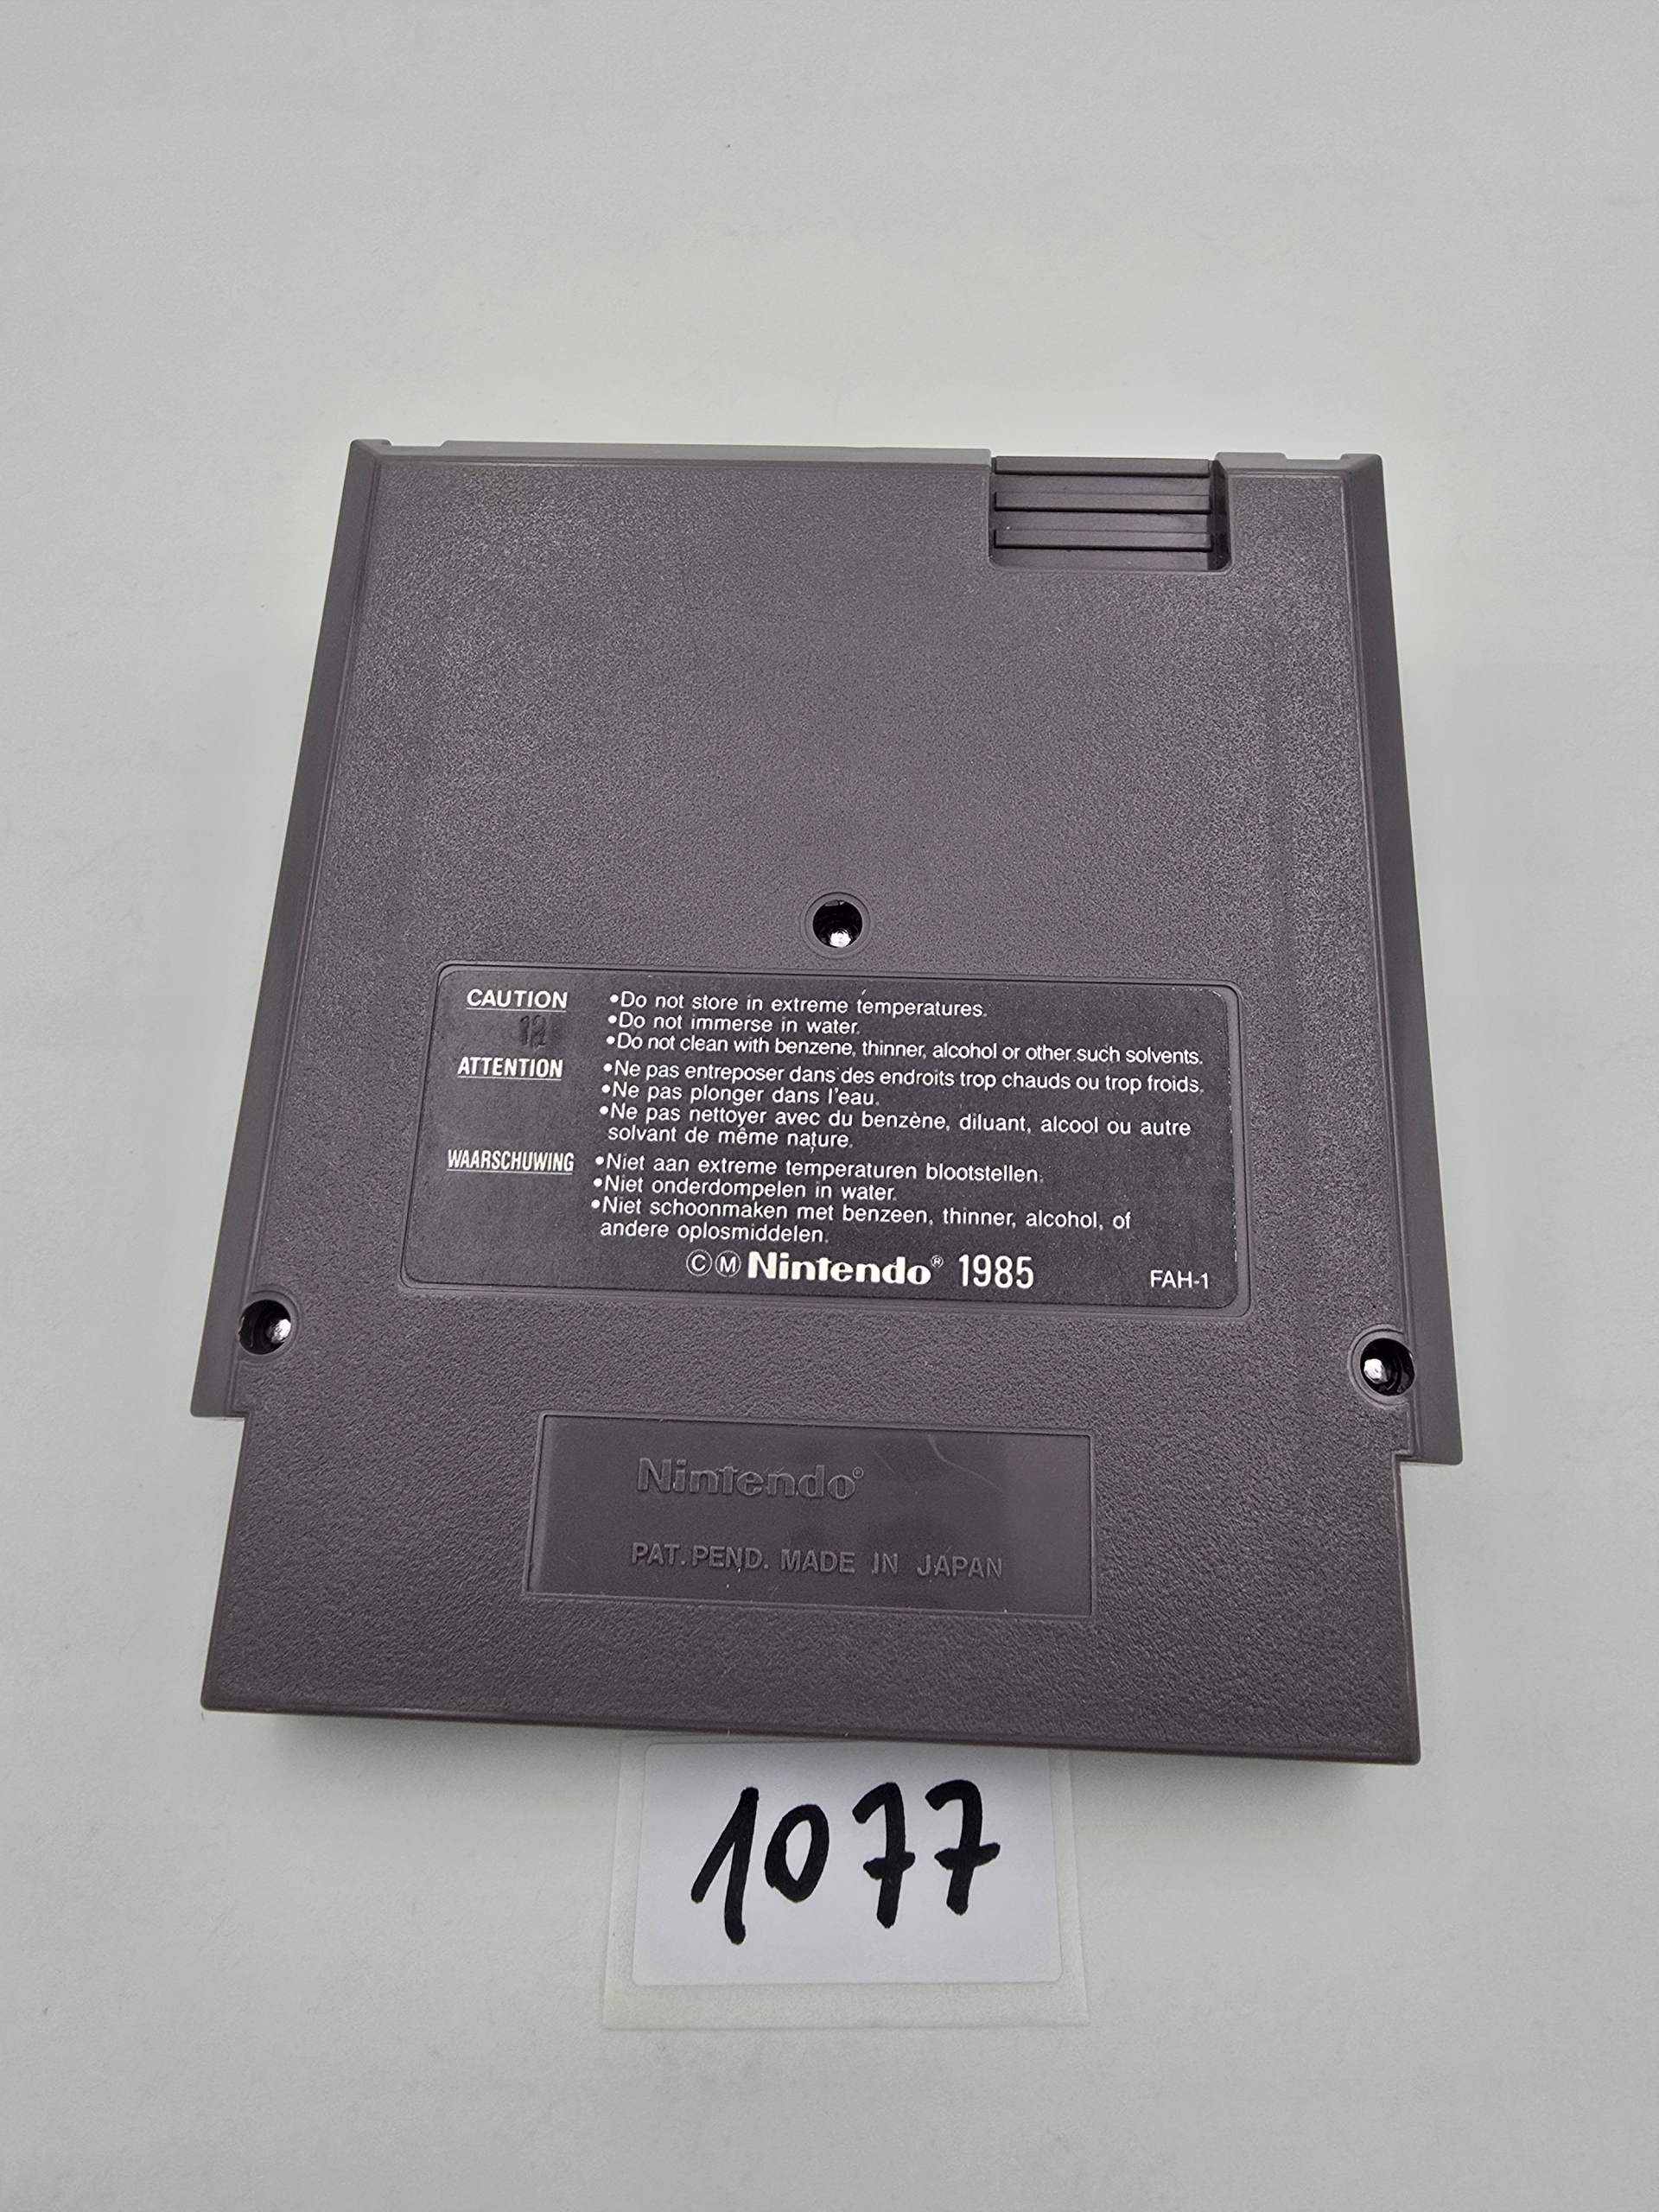 CAUTION •Do not store in extreme temperatures.
•Do not immerse in water.
12
•Do not clean with benzene, thinner, alcohol or other such solvents.
ATTENTION •Ne pas entreposer dans des endroits trop chauds ou trop froids.
•Ne pas plonger dans l'eau.
•Ne pas nettoyer avec du benzène, diluant, alcool ou autre
solvant de même nature.
WAARSCHUWING •Niet aan extreme temperaturen blootstellen.
•Niet onderdompelen in water.
•Niet schoonmaken met benzeen, thinner, alcohol, of
andere oplosmiddelen.
ⒸⓂ Nintendo® 1985 FAH-1
Nintendo®
PAT. PEND. MADE IN JAPAN
1077